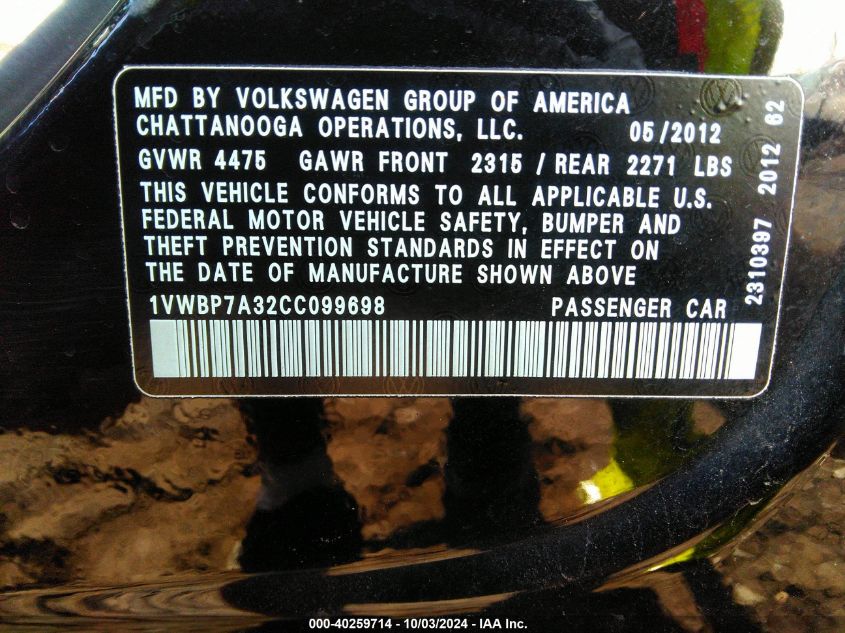 MFD BY VOLKSWAGEN GROUP OF AMERICA
CHATTANOOGA OPERATIONS, LLC. 05/2012
GVWR 4475 GAWR FRONT 2315 / REAR 2271 LBS
THIS VEHICLE CONFORMS TO ALL APPLICABLE U.S.
FEDERAL MOTOR VEHICLE SAFETY, BUMPER AND
THEFT PREVENTION STANDARDS IN EFFECT ON
THE DATE OF MANUFACTURE SHOWN ABOVE
1VWBP7A32CC099698 PASSENGER CAR
2310397 2012 62
000-40259714 - 10/03/2024 - IAA Inc.